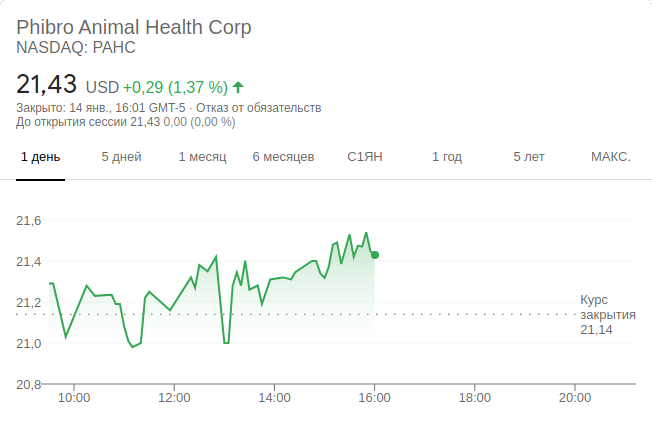 Phibro Animal Health Corp
NASDAQ: PAHC
21,43 USD +0,29 (1,37 %)
Закрыто: 14 янв., 16:01 GMT-5 · Отказ от обязательств
До открытия сессии 21,43 0,00 (0,00 %)
1 день 5 дней 1 месяц 6 месяцев С1ЯН 1 год 5 лет МАКС.
21,6
21,4
21,2
21,0
20,8
Курс
закрытия
21,14
10:00 12:00 14:00 16:00 18:00 20:00